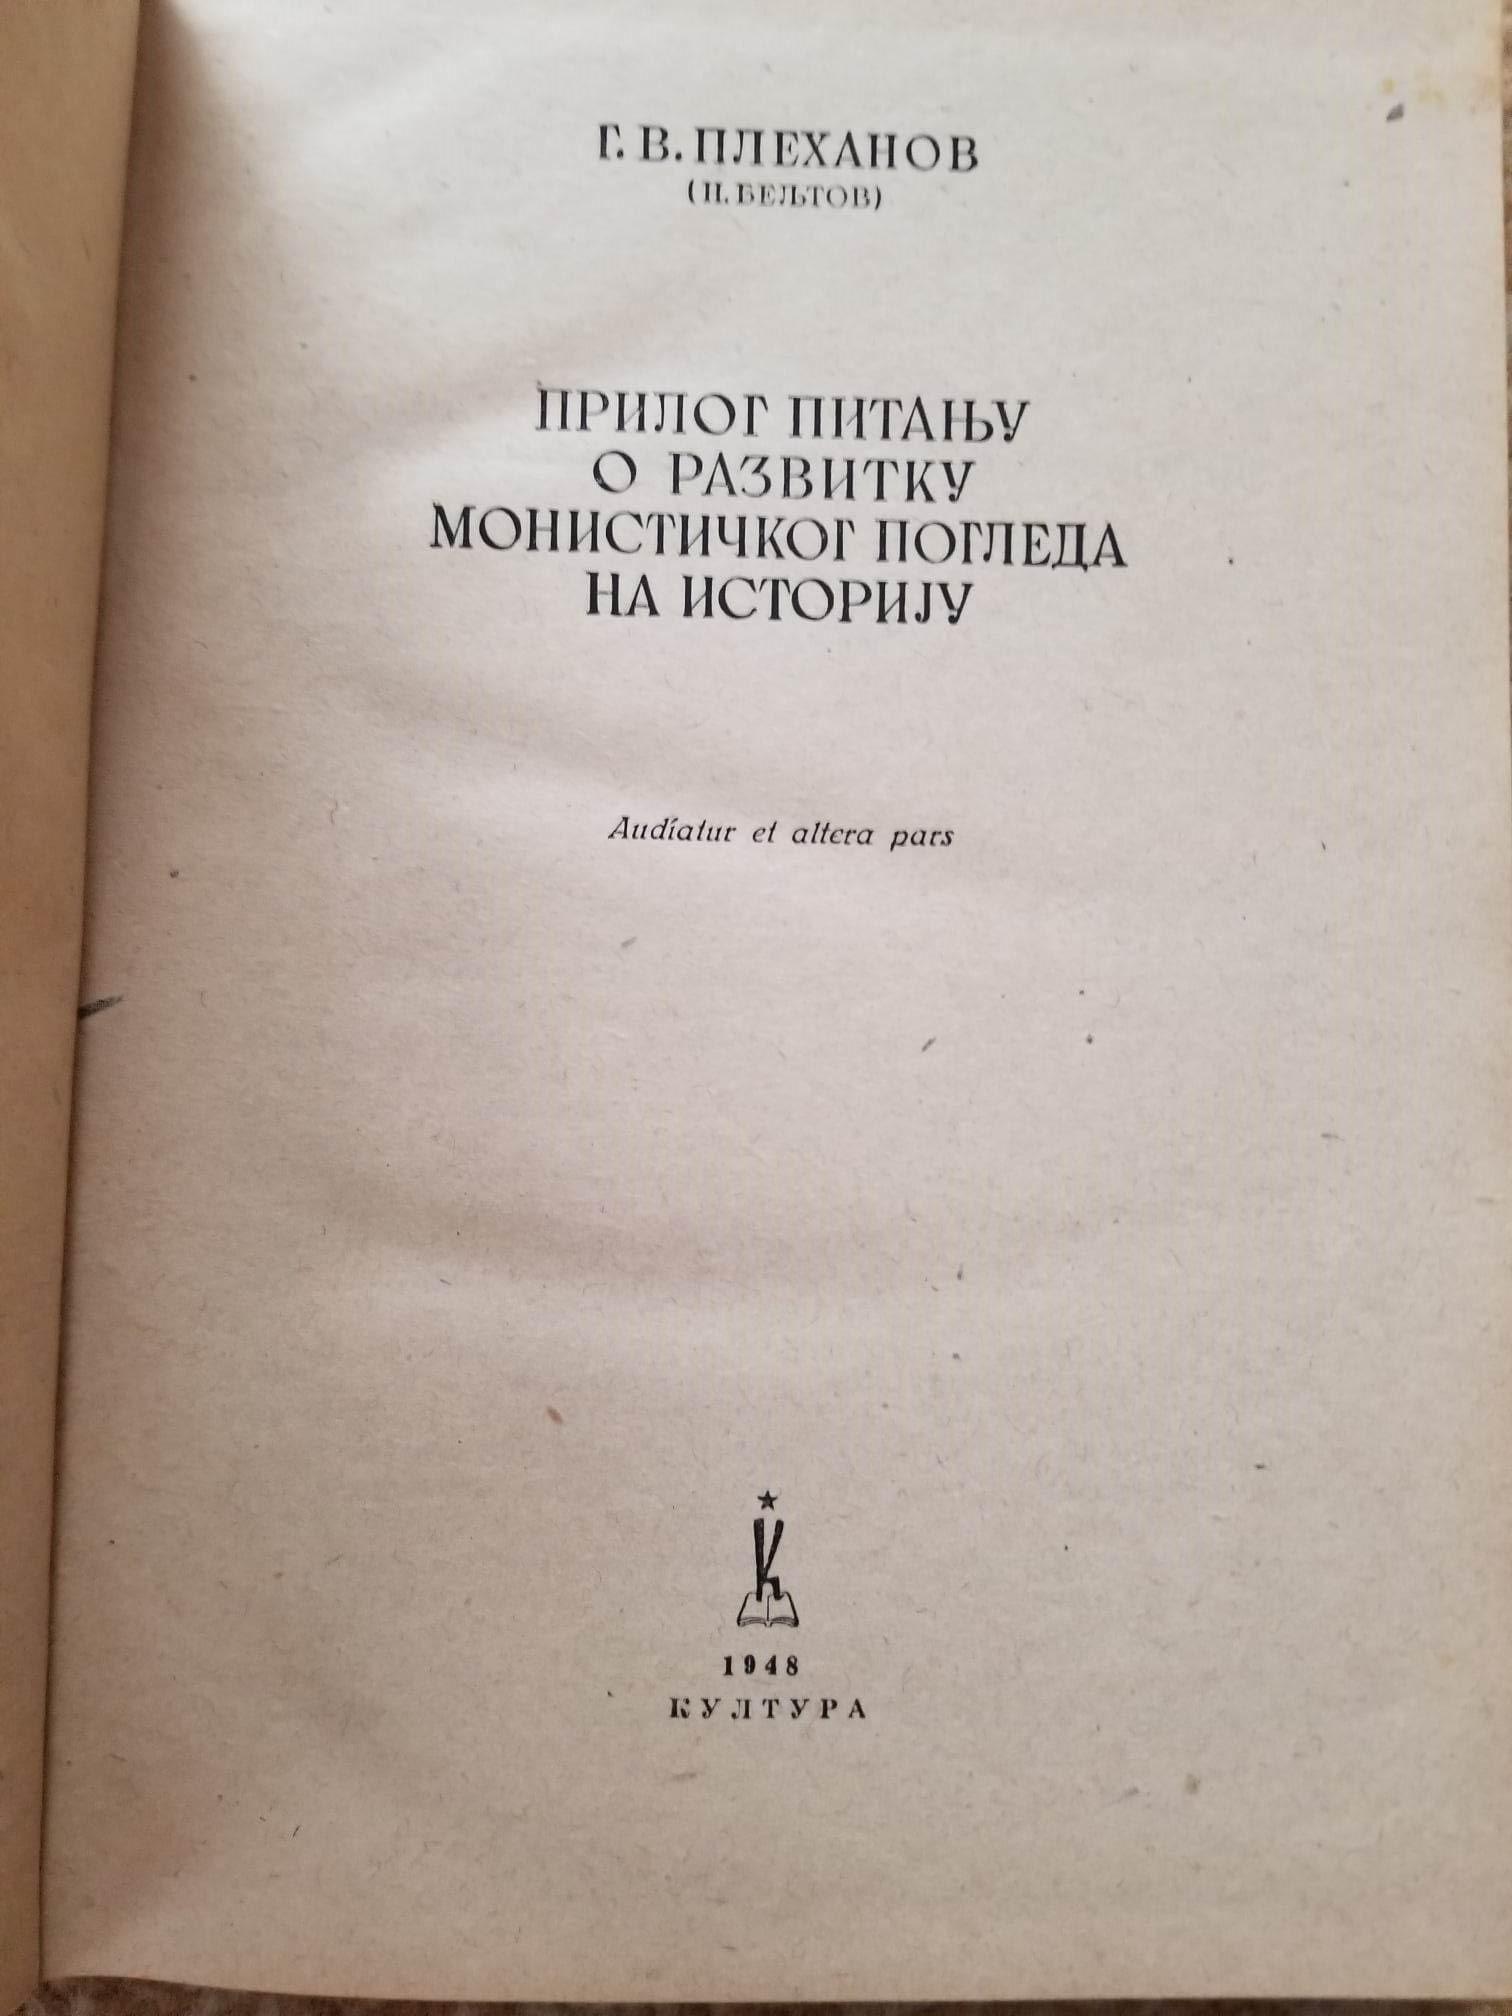 Г. В. ПЛЕХАНОВ
(Н. БЕЉТОВ)
ПРИЛОГ ПИТАЊУ
О РАЗВИТКУ
МОНИСТИЧКОГ ПОГЛЕДА
НА ИСТОРИЈУ
Audiatur et altera pars
К
1948
КУЛТУРА